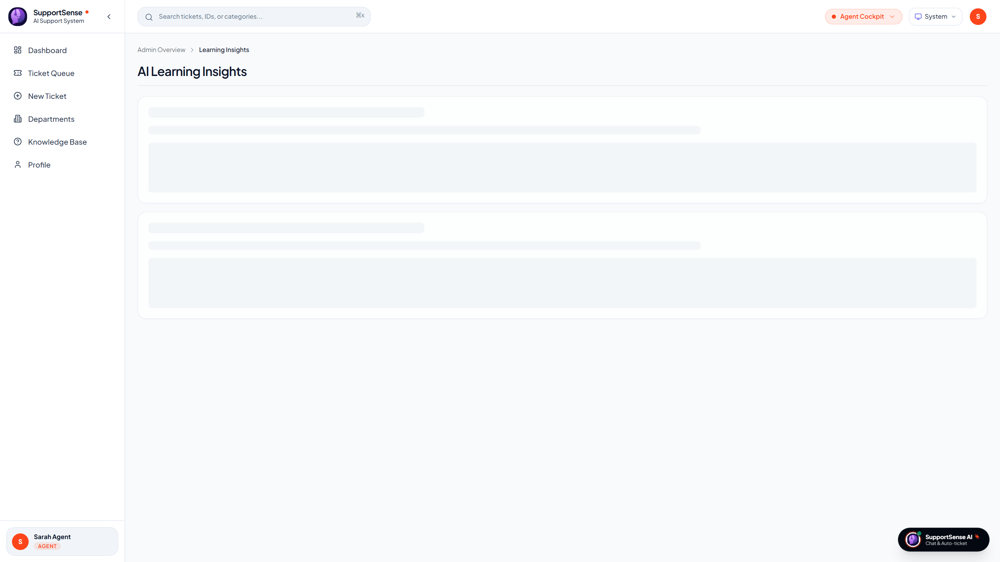 SupportSense
AI Support System
Search tickets, IDs, or categories...
⌘K
Agent Cockpit
System
S
Dashboard
Ticket Queue
New Ticket
Departments
Knowledge Base
Profile
Admin Overview
Learning Insights
AI Learning Insights
S
Sarah Agent
AGENT
SupportSense AI
Chat & Auto-ticket